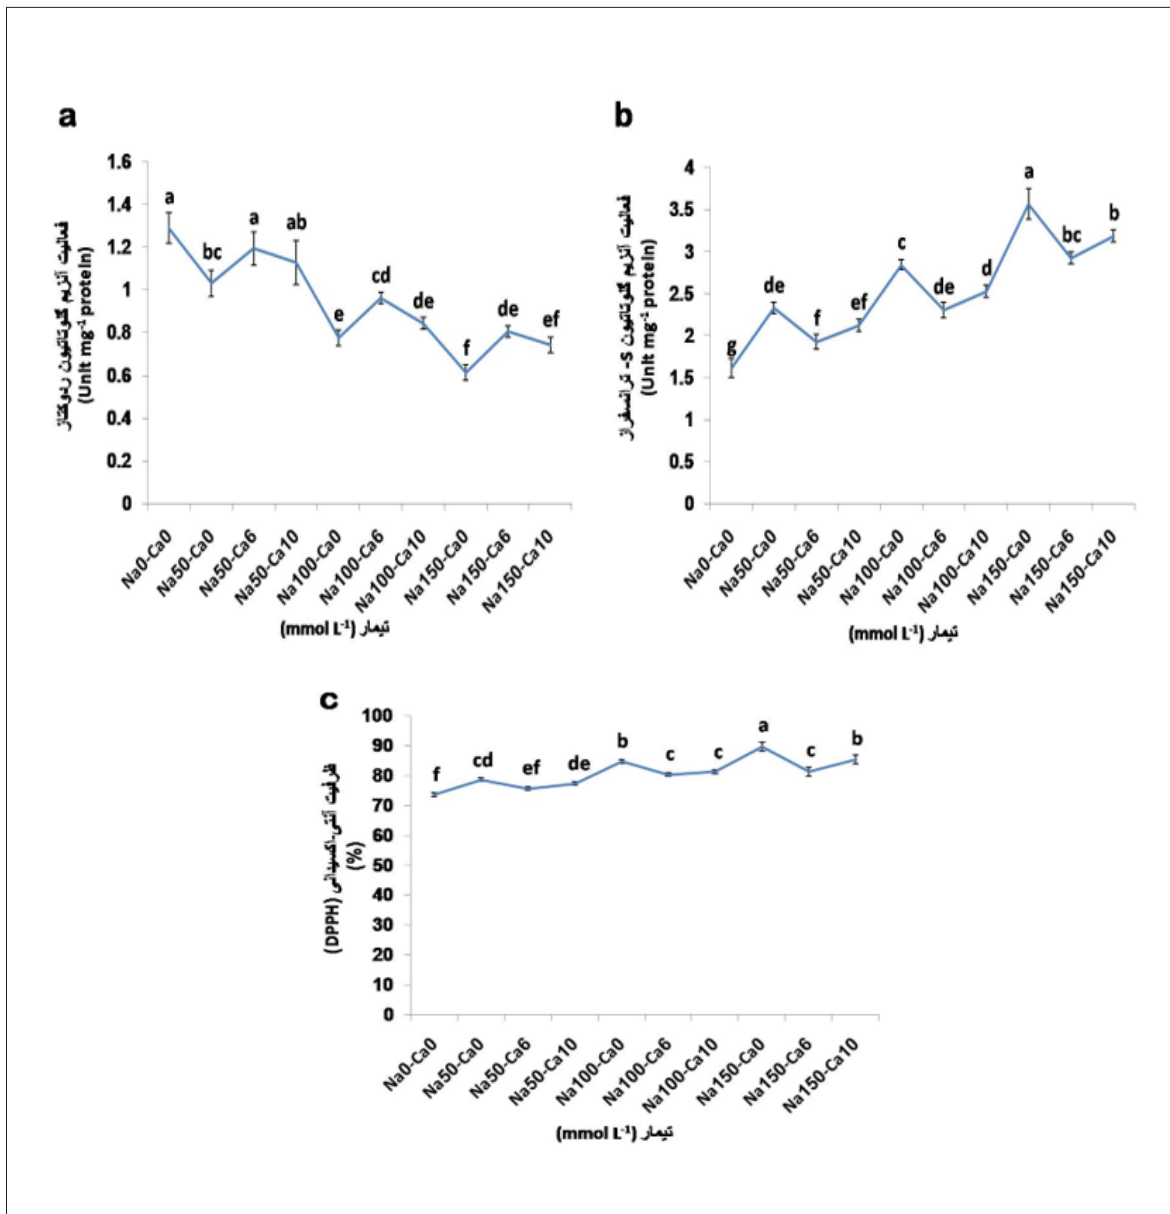 a
فعالیت آنزیم گلوتاتیون ردوکتاز
(Unit mg⁻¹ protein)
1.6
1.4
1.2
1
0.8
0.6
0.4
0.2
0
a
bc
a
ab
e
cd
de
f
de
ef
Na0-Ca0
Na50-Ca0
Na50-Ca6
Na50-Ca10
Na100-Ca0
Na100-Ca6
Na100-Ca10
Na150-Ca0
Na150-Ca6
Na150-Ca10
تیمار (mmol L⁻¹)
b
فعالیت آنزیم گلوتاتیون S- ترانسفراز
(Unit mg⁻¹ protein)
4
3.5
3
2.5
2
1.5
1
0.5
0
g
de
f
ef
c
de
d
a
bc
b
Na0-Ca0
Na50-Ca0
Na50-Ca6
Na50-Ca10
Na100-Ca0
Na100-Ca6
Na100-Ca10
Na150-Ca0
Na150-Ca6
Na150-Ca10
تیمار (mmol L⁻¹)
c
ظرفیت آنتی-اکسیدانی (DPPH)
(%)
100
90
80
70
60
50
40
30
20
10
0
f
cd
ef
de
b
c
c
a
c
b
Na0-Ca0
Na50-Ca0
Na50-Ca6
Na50-Ca10
Na100-Ca0
Na100-Ca6
Na100-Ca10
Na150-Ca0
Na150-Ca6
Na150-Ca10
تیمار (mmol L⁻¹)